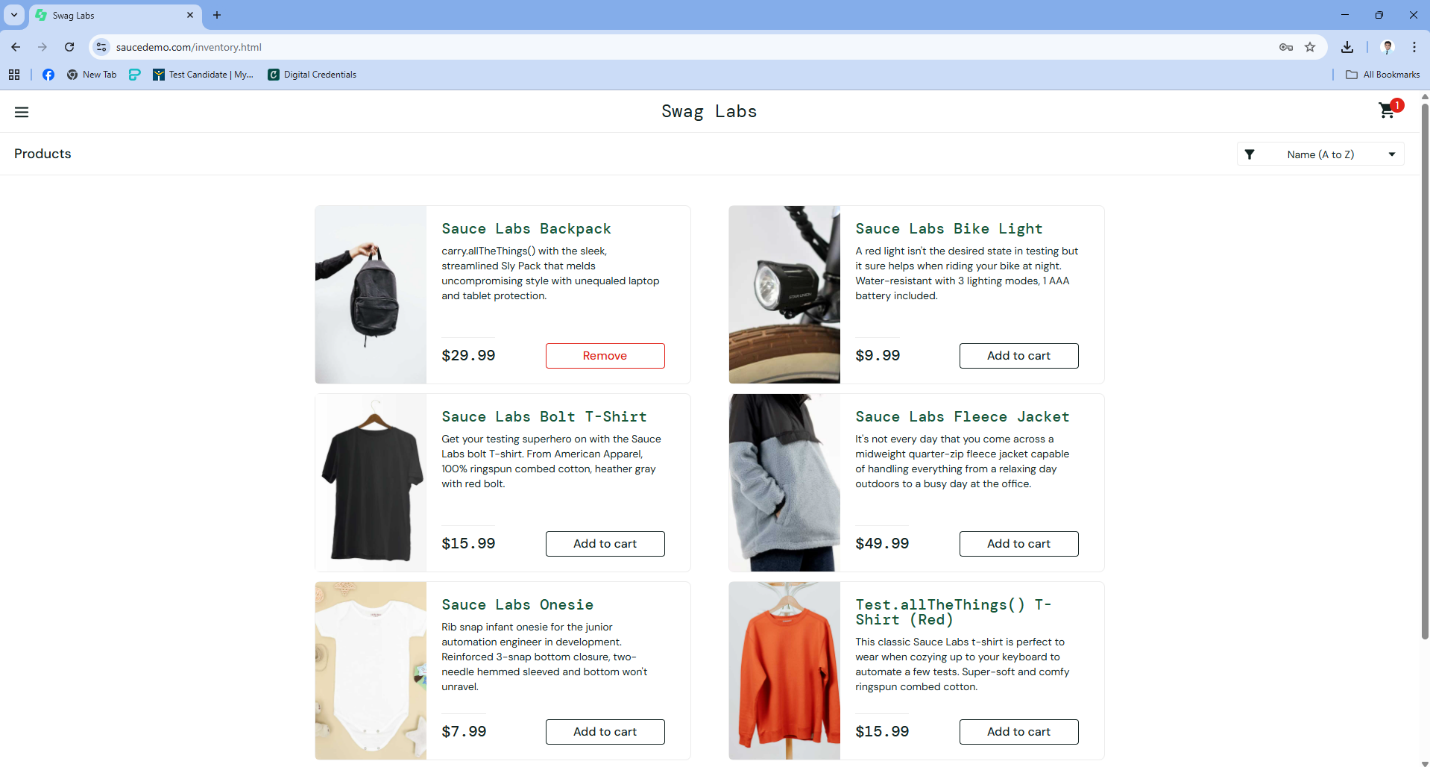 Swag Labs
saucedemo.com/inventory.html
New Tab
Test Candidate | My...
Digital Credentials
All Bookmarks
Swag Labs
1
Products
Name (A to Z)
Sauce Labs Backpack
carry.allTheThings() with the sleek,
streamlined Sly Pack that melds
uncompromising style with unequaled laptop
and tablet protection.
$29.99
Remove
Sauce Labs Bike Light
A red light isn't the desired state in testing but
it sure helps when riding your bike at night.
Water-resistant with 3 lighting modes, 1 AAA
battery included.
$9.99
Add to cart
Sauce Labs Bolt T-Shirt
Get your testing superhero on with the Sauce
Labs bolt T-shirt. From American Apparel,
100% ringspun combed cotton, heather gray
with red bolt.
$15.99
Add to cart
Sauce Labs Fleece Jacket
It's not every day that you come across a
midweight quarter-zip fleece jacket capable
of handling everything from a relaxing day
outdoors to a busy day at the office.
$49.99
Add to cart
Sauce Labs Onesie
Rib snap infant onesie for the junior
automation engineer in development.
Reinforced 3-snap bottom closure, two-
needle hemmed sleeved and bottom won't
unravel.
$7.99
Add to cart
Test.allTheThings() T-
Shirt (Red)
This classic Sauce Labs t-shirt is perfect to
wear when cozying up to your keyboard to
automate a few tests. Super-soft and comfy
ringspun combed cotton.
$15.99
Add to cart